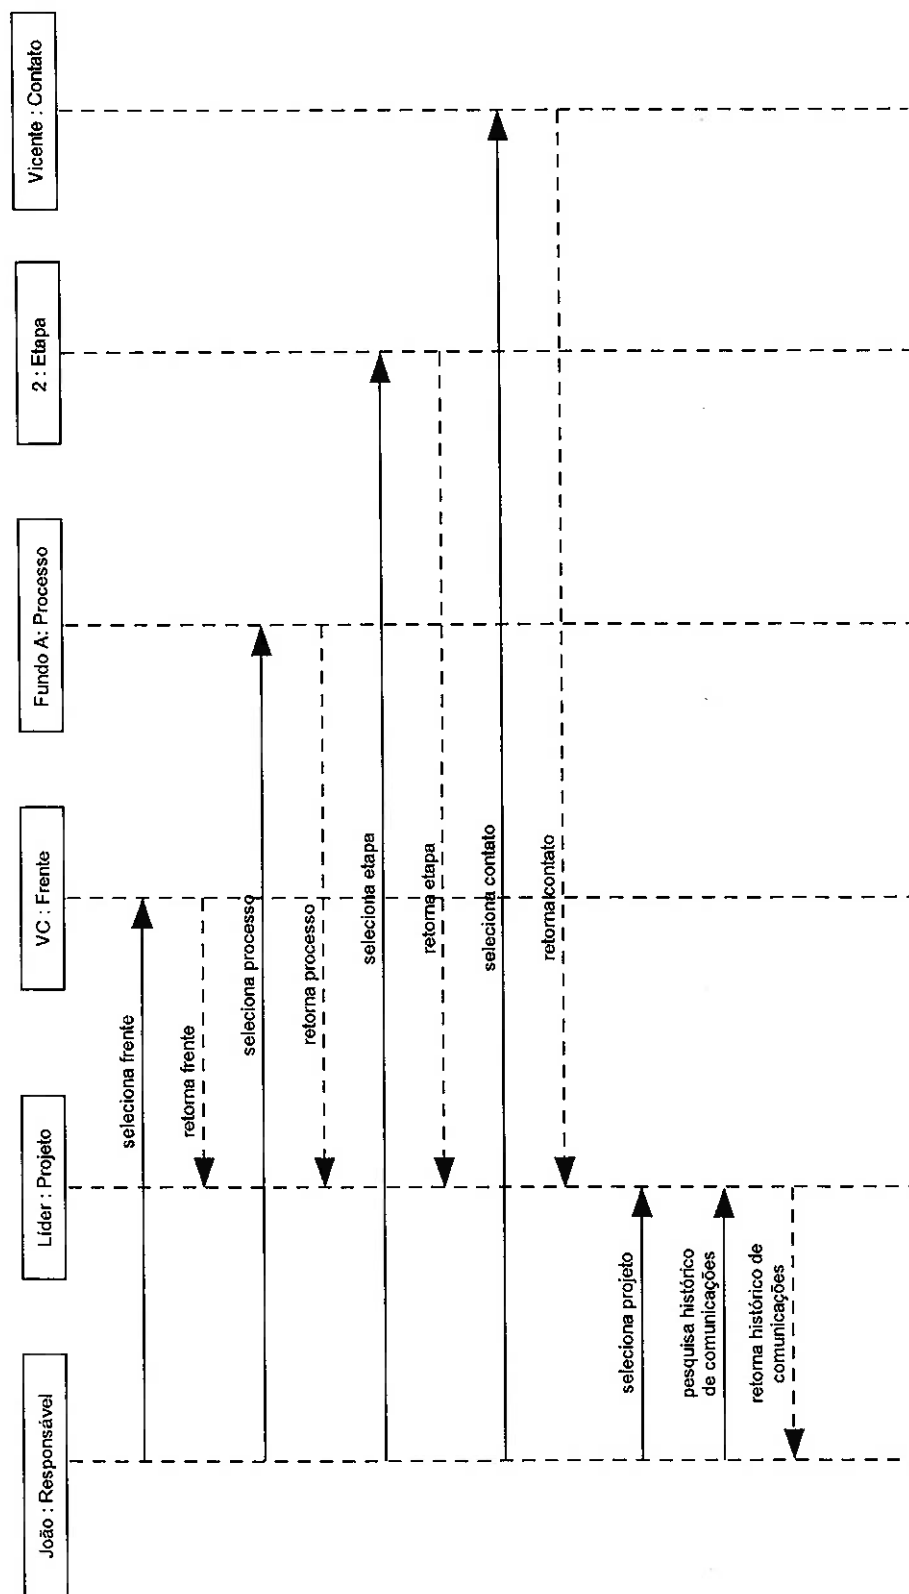 João : Responsável
Líder : Projeto
VC : Frente
Fundo A: Processo
2 : Etapa
Vicente : Contato
seleciona frente
retorna frente
seleciona processo
retorna processo
seleciona etapa
retorna etapa
seleciona contato
retorna contato
seleciona projeto
pesquisa histórico
de comunicações
retorna histórico de
comunicações